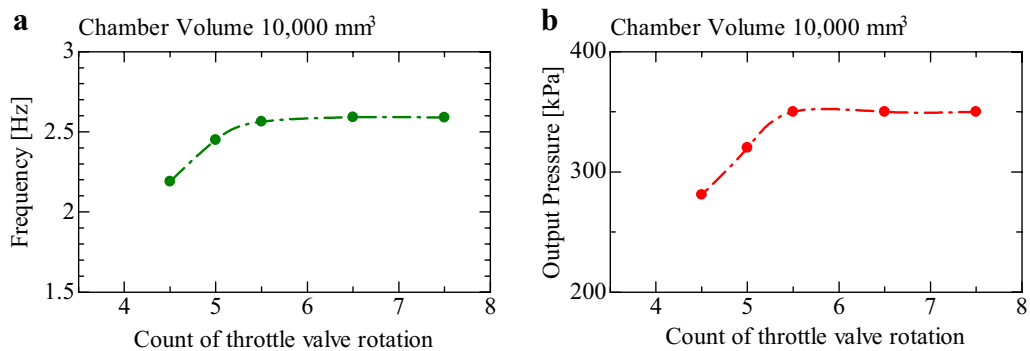 a
Chamber Volume 10,000 mm³
3
2.5
2
1.5
Frequency [Hz]
4 5 6 7 8
Count of throttle valve rotation
b
Chamber Volume 10,000 mm³
400
300
200
Output Pressure [kPa]
4 5 6 7 8
Count of throttle valve rotation